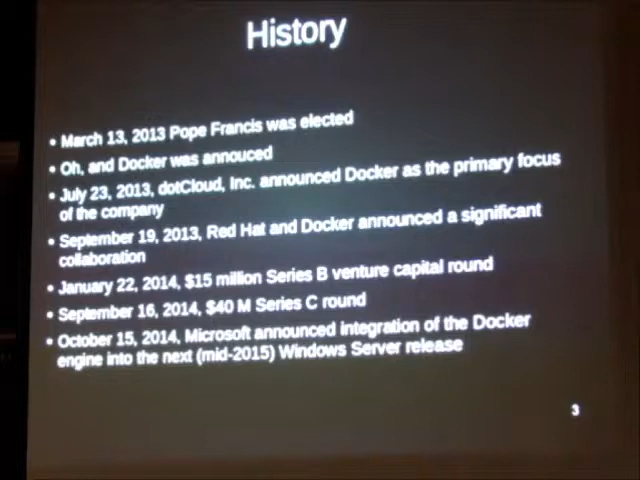 History
• March 13, 2013 Pope Francis was elected
• Oh, and Docker was annouced
• July 23, 2013, dotCloud, Inc. announced Docker as the primary focus
of the company
• September 19, 2013, Red Hat and Docker announced a significant
collaboration
• January 22, 2014, $15 million Series B venture capital round
• September 16, 2014, $40 M Series C round
• October 15, 2014, Microsoft announced integration of the Docker
engine into the next (mid-2015) Windows Server release
3